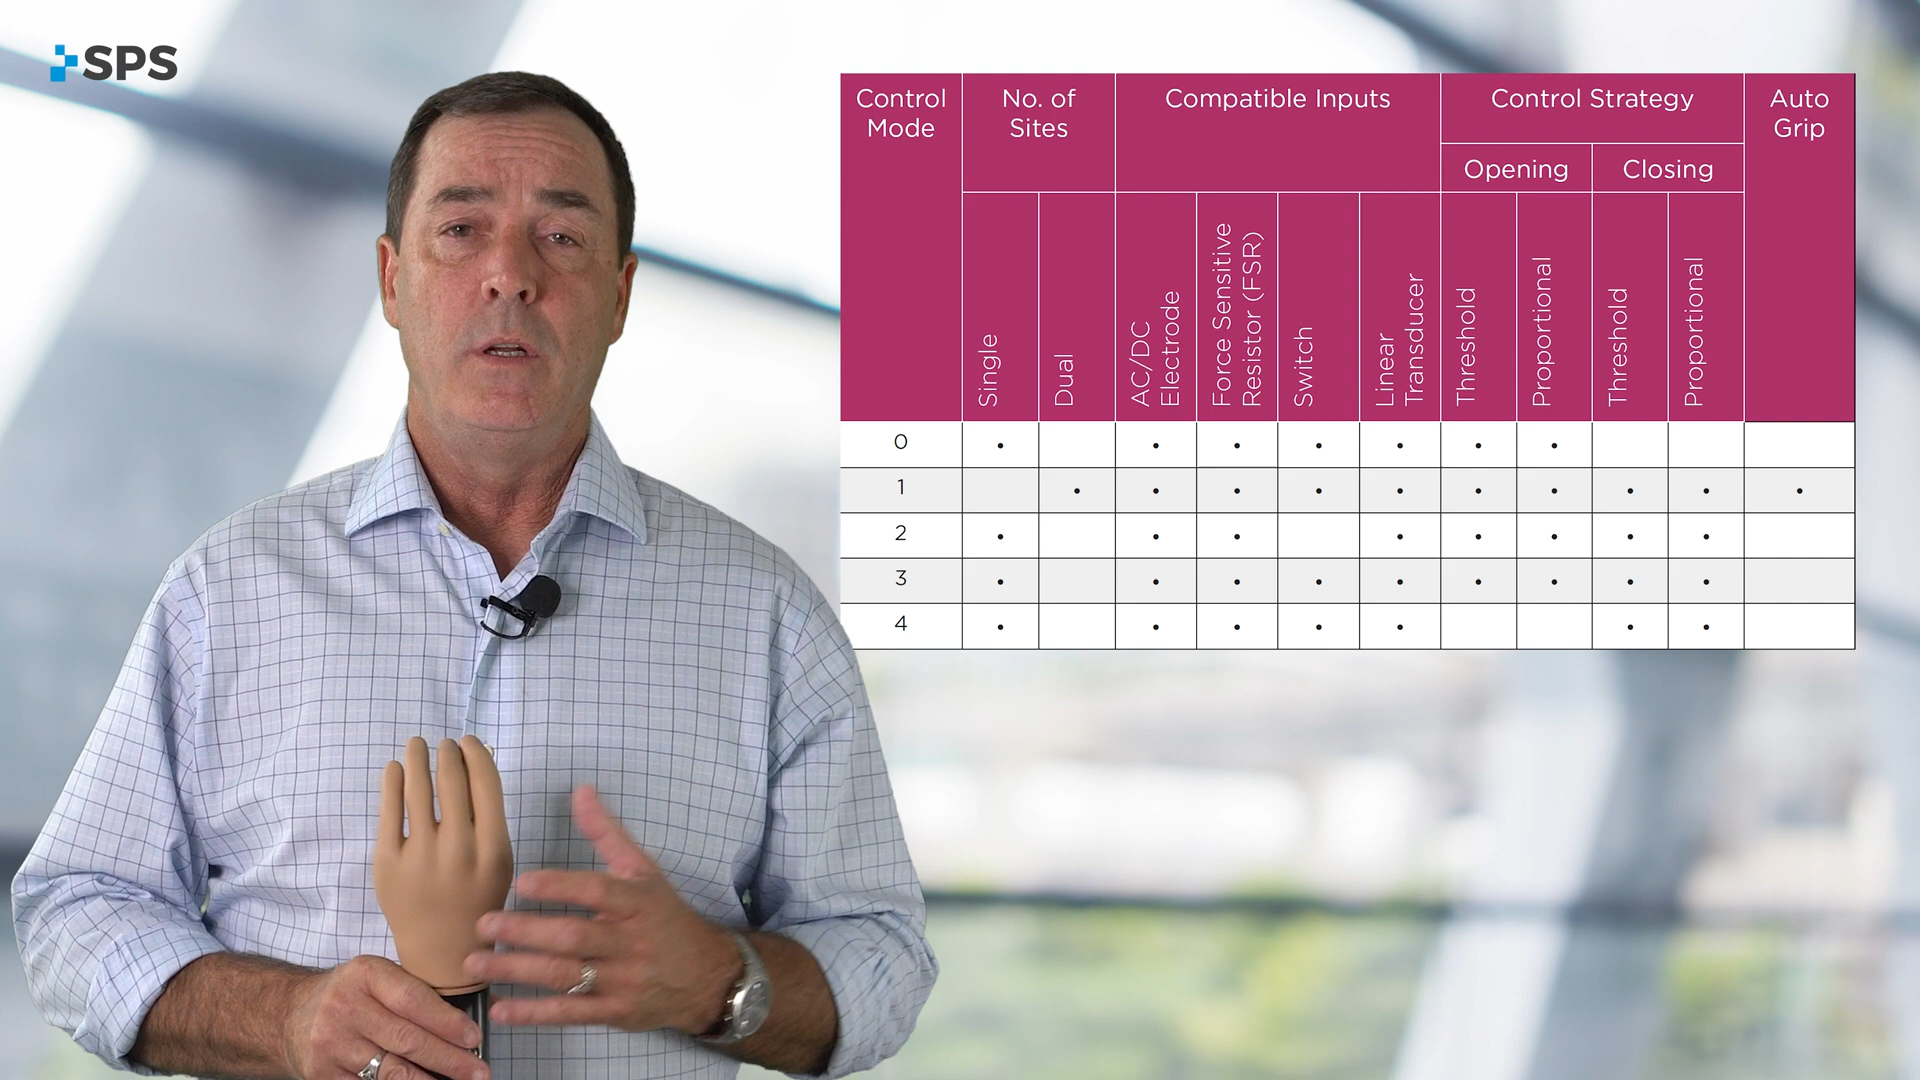 SPS
Control
Mode
No. of
Sites
Compatible Inputs
Control Strategy
Auto
Grip
Opening
Closing
Single
Dual
AC/DC
Electrode
Force Sensitive
Resistor (FSR)
Switch
Linear
Transducer
Threshold
Proportional
Threshold
Proportional
0 • • • • • • •
1 • • • • • • • • • •
2 • • • • • • • •
3 • • • • • • • • •
4 • • • • • • •